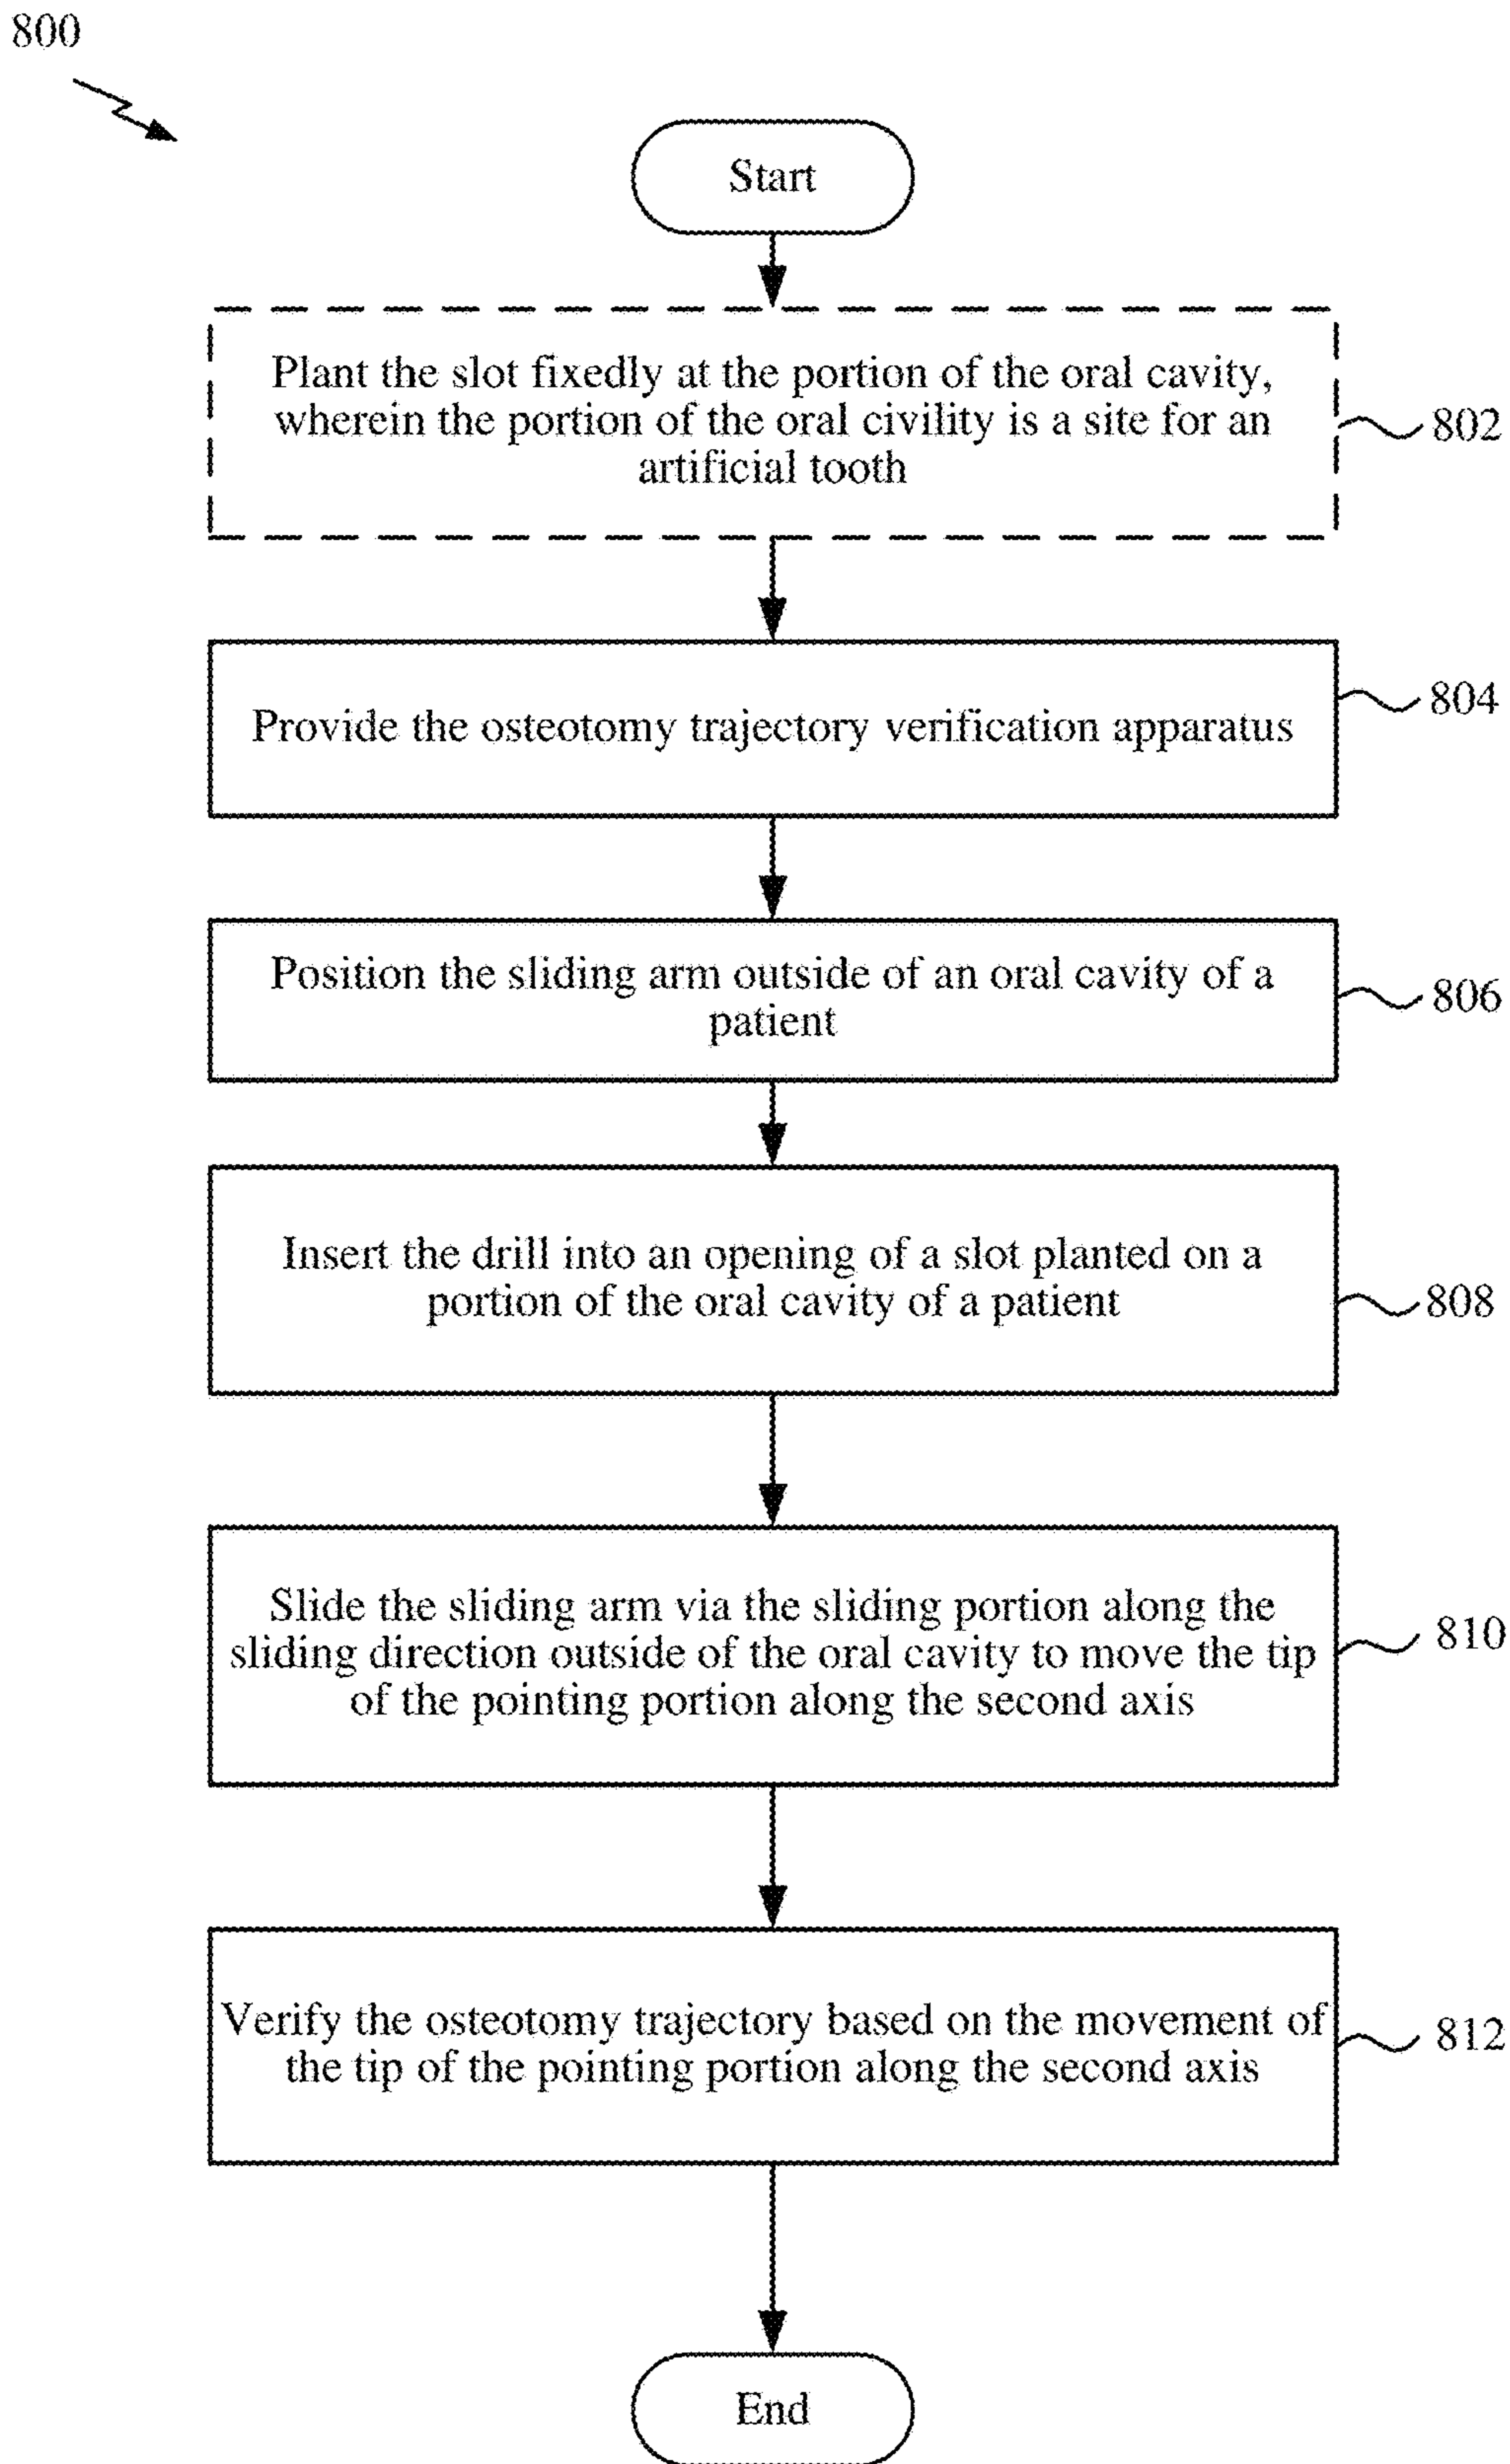 800
Start
Plant the slot fixedly at the portion of the oral cavity,
wherein the portion of the oral civility is a site for an
artificial tooth
802
Provide the osteotomy trajectory verification apparatus
804
Position the sliding arm outside of an oral cavity of a
patient
806
Insert the drill into an opening of a slot planted on a
portion of the oral cavity of a patient
808
Slide the sliding arm via the sliding portion along the
sliding direction outside of the oral cavity to move the tip
of the pointing portion along the second axis
810
Verify the osteotomy trajectory based on the movement of
the tip of the pointing portion along the second axis
812
End